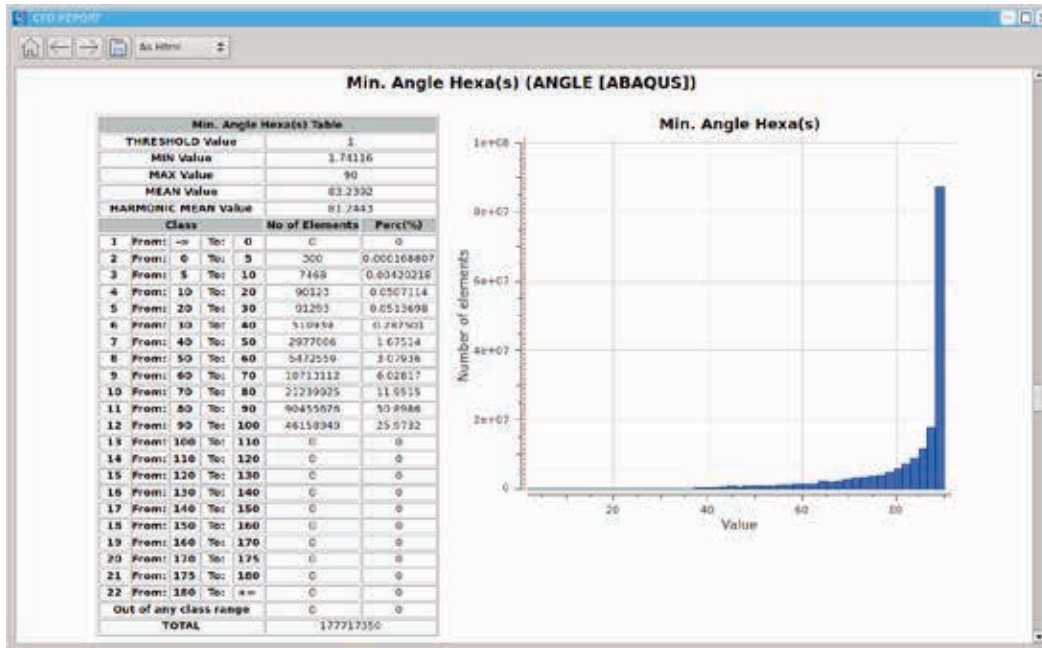 CFD REPORT
As Html
Min. Angle Hexa(s) (ANGLE [ABAQUS])
Min. Angle Hexa(s) Table
THRESHOLD Value 1
MIN Value 1.74116
MAX Value 90
MEAN Value 83.2392
HARMONIC MEAN Value 81.7443
Class No of Elements Perc(%)
1 From: -∞ To: 0 0 0
2 From: 0 To: 5 300 0.000168807
3 From: 5 To: 10 7468 0.00420218
4 From: 10 To: 20 90123 0.0507114
5 From: 20 To: 30 91293 0.0513698
6 From: 30 To: 40 510939 0.287501
7 From: 40 To: 50 2977006 1.67514
8 From: 50 To: 60 5472559 3.07936
9 From: 60 To: 70 10713112 6.02817
10 From: 70 To: 80 21239925 11.9515
11 From: 80 To: 90 90455676 50.8986
12 From: 90 To: 100 46158949 25.9732
13 From: 100 To: 110 0 0
14 From: 110 To: 120 0 0
15 From: 120 To: 130 0 0
16 From: 130 To: 140 0 0
17 From: 140 To: 150 0 0
18 From: 150 To: 160 0 0
19 From: 160 To: 170 0 0
20 From: 170 To: 175 0 0
21 From: 175 To: 180 0 0
22 From: 180 To: +∞ 0 0
Out of any class range 0 0
TOTAL 177717350
Min. Angle Hexa(s)
1e+08
8e+07
6e+07
4e+07
2e+07
0
Number of elements
20 40 60 80
Value